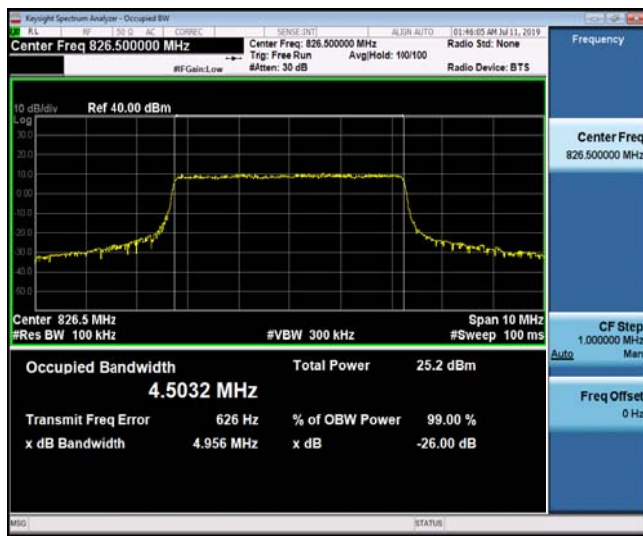 Keysight Spectrum Analyzer - Occupied BW
RL RF 50 Ω AC CORREC SENSE:INT ALIGN AUTO 01:46:05 AM Jul 11, 2019
Center Freq 826.500000 MHz Center Freq: 826.500000 MHz Radio Std: None
Trig: Free Run Avg|Hold: 100/100
#IFGain:Low #Atten: 30 dB Radio Device: BTS
Frequency
10 dB/div Ref 40.00 dBm
Log
30.0
20.0
10.0
0.00
-10.0
-20.0
-30.0
-40.0
-50.0
Center 826.5 MHz Span 10 MHz
#Res BW 100 kHz #VBW 300 kHz #Sweep 100 ms
Occupied Bandwidth Total Power 25.2 dBm
4.5032 MHz
Transmit Freq Error 626 Hz % of OBW Power 99.00 %
x dB Bandwidth 4.956 MHz x dB -26.00 dB
Center Freq
826.500000 MHz
CF Step
1.000000 MHz
Auto Man
Freq Offset
0 Hz
MSG STATUS